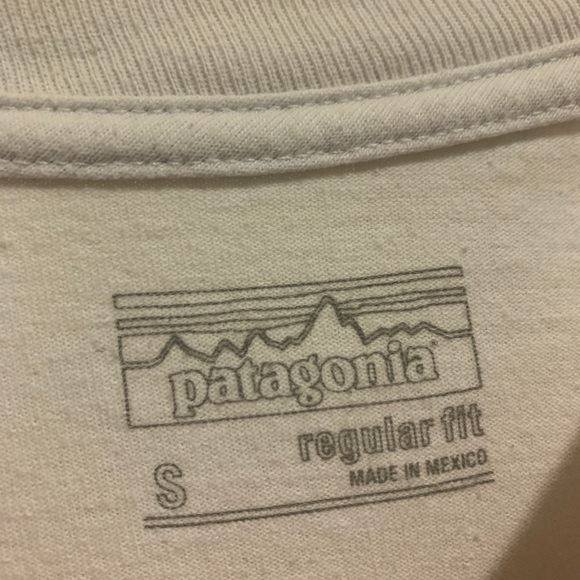 patagonia
regular fit
S
MADE IN MEXICO